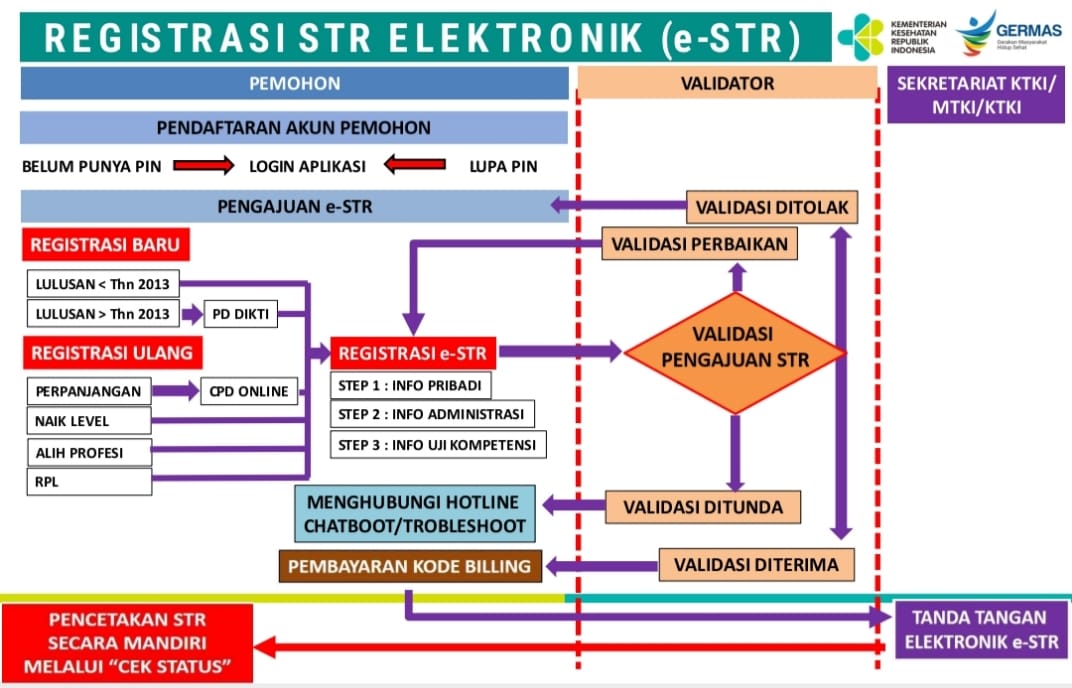 REGISTRASI STR ELEKTRONIK (e-STR)
KEMENTERIAN
KESEHATAN
REPUBLIK
INDONESIA
GERMAS
Gerakan Masyarakat
Hidup Sehat
PEMOHON
VALIDATOR
SEKRETARIAT KTKI/
MTKI/KTKI
PENDAFTARAN AKUN PEMOHON
BELUM PUNYA PIN
LOGIN APLIKASI
LUPA PIN
PENGAJUAN e-STR
VALIDASI DITOLAK
REGISTRASI BARU
VALIDASI PERBAIKAN
LULUSAN < Thn 2013
LULUSAN > Thn 2013
PD DIKTI
VALIDASI
PENGAJUAN STR
REGISTRASI ULANG
REGISTRASI e-STR
PERPANJANGAN
CPD ONLINE
STEP 1 : INFO PRIBADI
NAIK LEVEL
STEP 2 : INFO ADMINISTRASI
ALIH PROFESI
STEP 3 : INFO UJI KOMPETENSI
RPL
MENGHUBUNGI HOTLINE
CHATBOOT/TROBLESHOOT
VALIDASI DITUNDA
PEMBAYARAN KODE BILLING
VALIDASI DITERIMA
PENCETAKAN STR
SECARA MANDIRI
MELALUI “CEK STATUS”
TANDA TANGAN
ELEKTRONIK e-STR